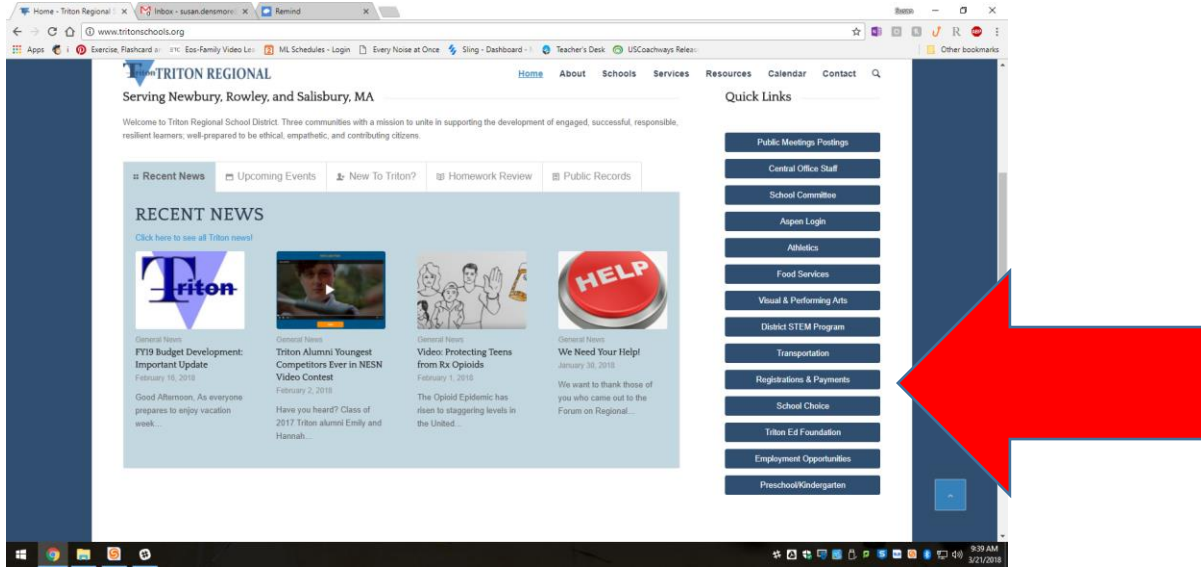 Home - Triton Regional S
Inbox - susan.densmore@
Remind
www.tritonschools.org
Apps
Exercise, Flashcard an
Eos-Family Video Les
ML Schedules - Login
Every Noise at Once
Sling - Dashboard -
Teacher's Desk
USCoachways Releas
Other bookmarks
Triton TRITON REGIONAL
Home About Schools Services Resources Calendar Contact
Serving Newbury, Rowley, and Salisbury, MA
Welcome to Triton Regional School District. Three communities with a mission to unite in supporting the development of engaged, successful, responsible,
resilient learners; well-prepared to be ethical, empathetic, and contributing citizens.
Recent News
Upcoming Events
New To Triton?
Homework Review
Public Records
RECENT NEWS
Click here to see all Triton news!
Triton
General News
FY19 Budget Development:
Important Update
February 16, 2018
Good Afternoon, As everyone
prepares to enjoy vacation
week...
General News
Triton Alumni Youngest
Competitors Ever in NESN
Video Contest
February 2, 2018
Have you heard? Class of
2017 Triton alumni Emily and
Hannah...
General News
Video: Protecting Teens
from Rx Opioids
February 1, 2018
The Opioid Epidemic has
risen to staggering levels in
the United...
HELP
General News
We Need Your Help!
January 30, 2018
We want to thank those of
you who came out to the
Forum on Regional...
Quick Links
Public Meetings Postings
Central Office Staff
School Committee
Aspen Login
Athletics
Food Services
Visual & Performing Arts
District STEM Program
Transportation
Registrations & Payments
School Choice
Triton Ed Foundation
Employment Opportunities
Preschool/Kindergarten
9:39 AM
3/21/2018